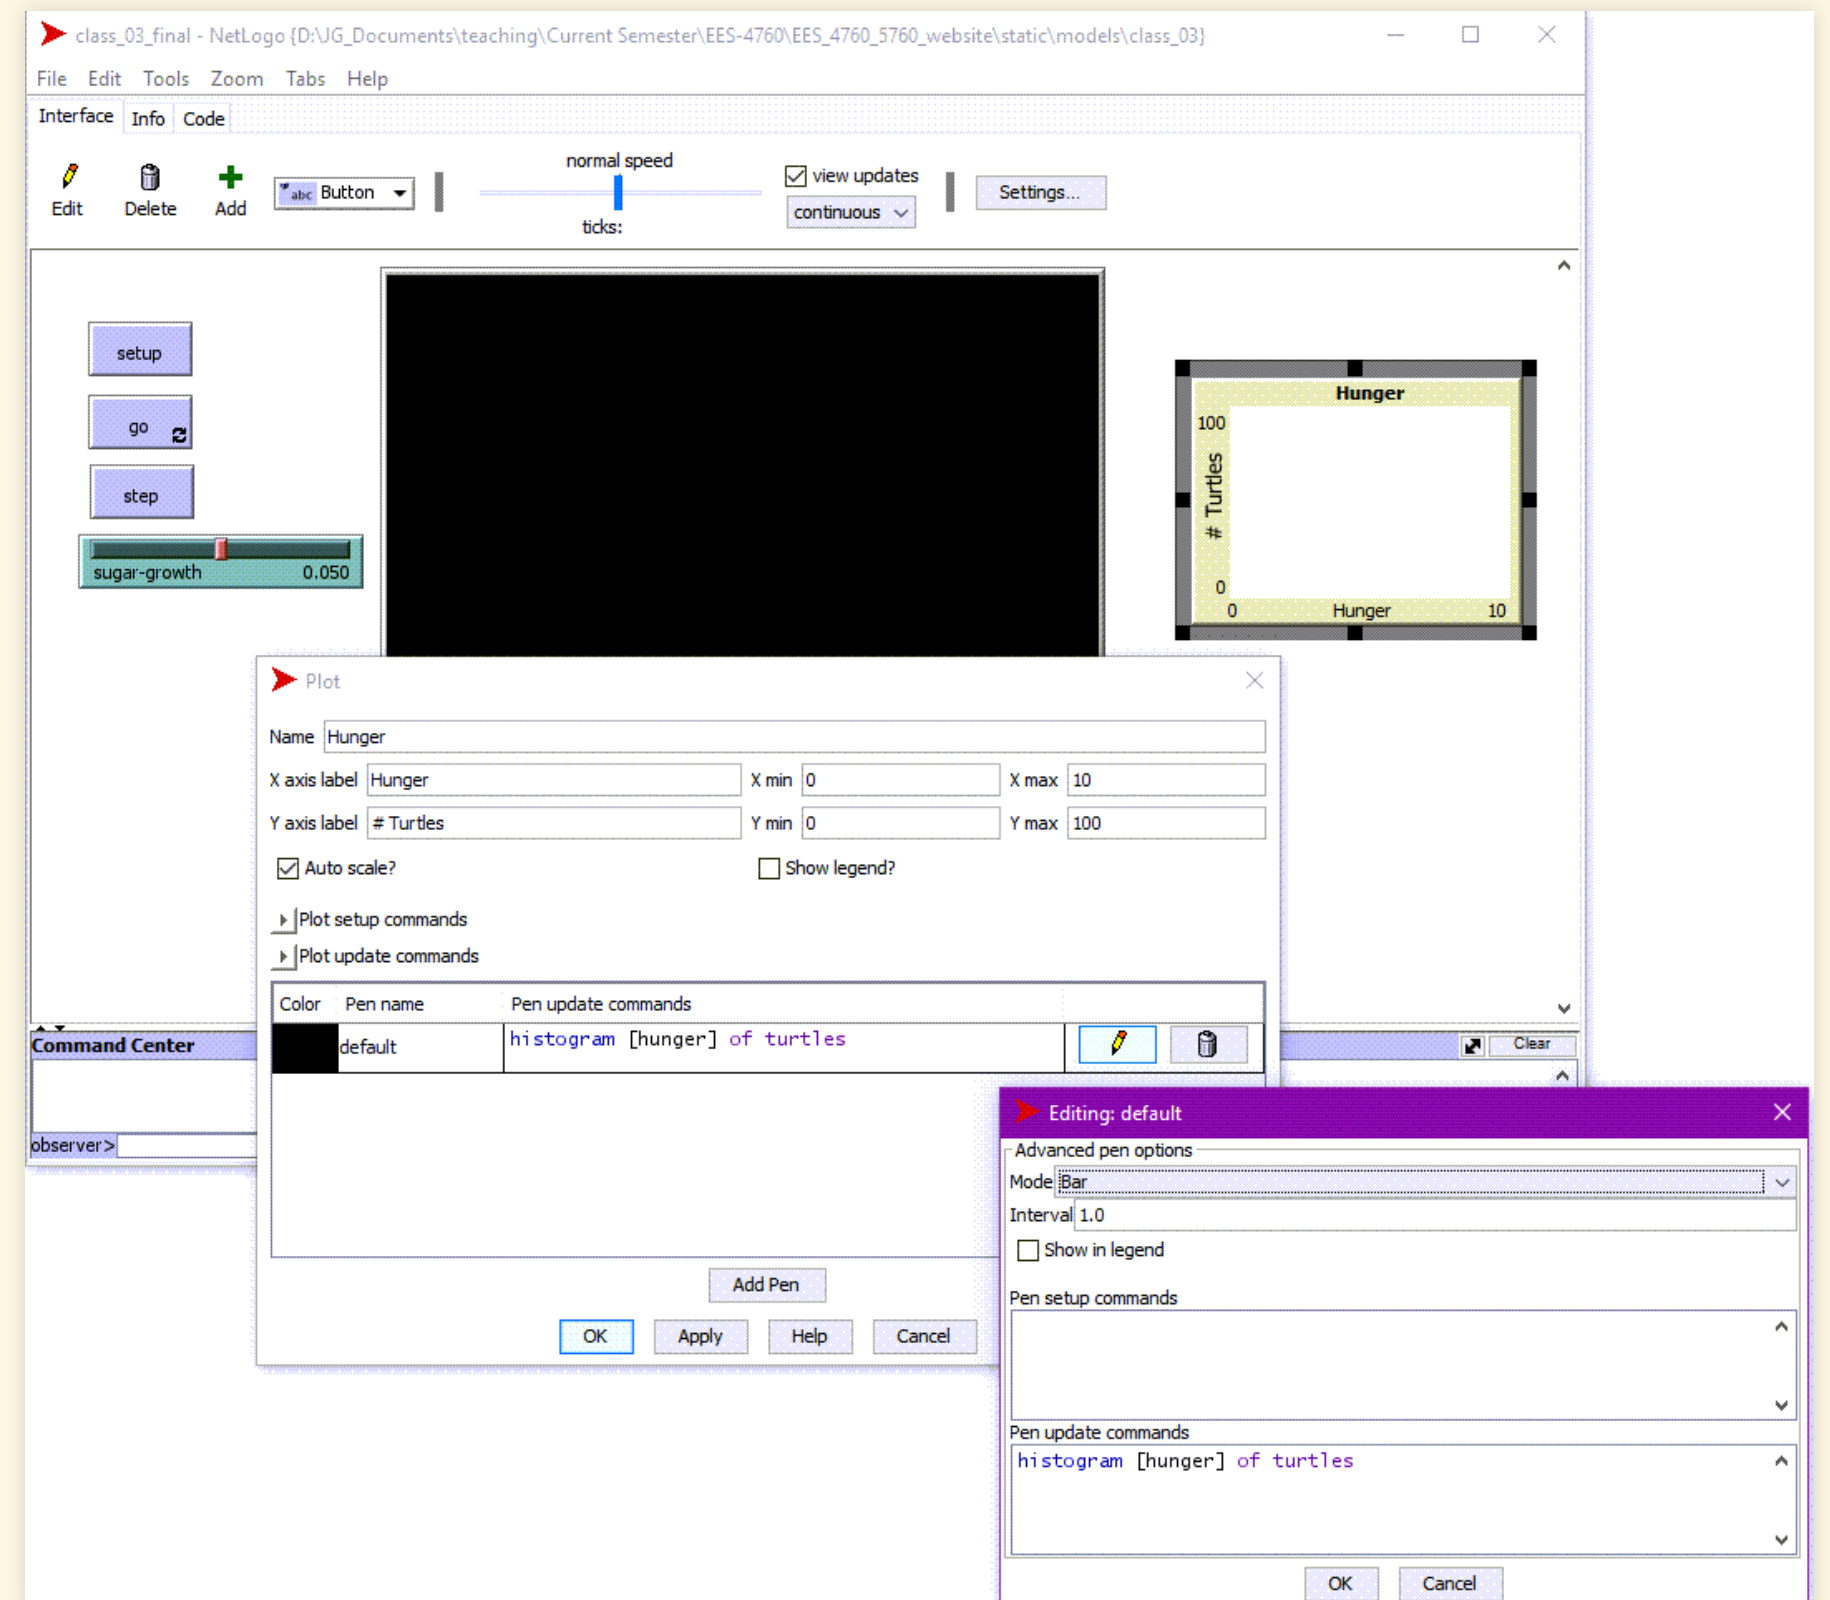 class_03_final - NetLogo {D:\JG_Documents\teaching\Current Semester\EES-4760\EES_4760_5760_website\static\models\class_03}
File Edit Tools Zoom Tabs Help
Interface Info Code
normal speed
Edit Delete Add abc Button view updates
continuous Settings...
ticks:
setup
go
step
sugar-growth 0.050
Hunger
100
# Turtles
0
0 Hunger 10
Plot
Name Hunger
X axis label Hunger X min 0 X max 10
Y axis label # Turtles Y min 0 Y max 100
Auto scale? Show legend?
Plot setup commands
Plot update commands
Color Pen name Pen update commands
default histogram [hunger] of turtles
Add Pen
OK Apply Help Cancel
Command Center Clear
observer>
Editing: default
Advanced pen options
Mode Bar
Interval 1.0
Show in legend
Pen setup commands
Pen update commands
histogram [hunger] of turtles
OK Cancel